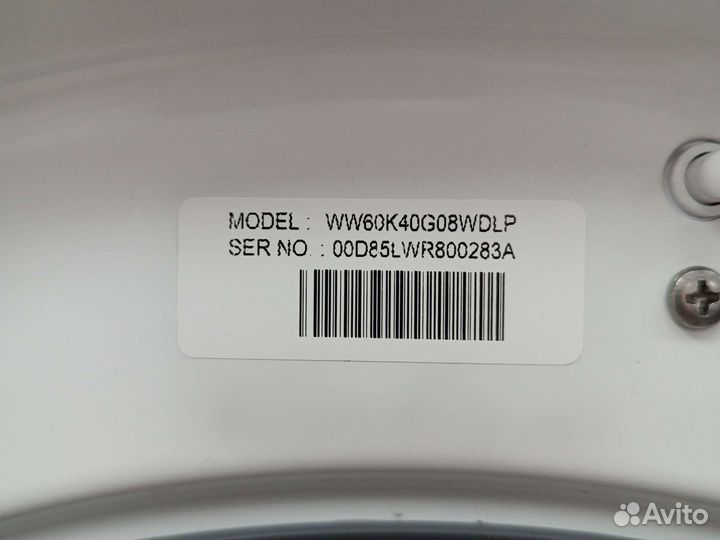 MODEL : WW60K40G08WDLP
SER NO. : 00D85LWR800283A
Avito